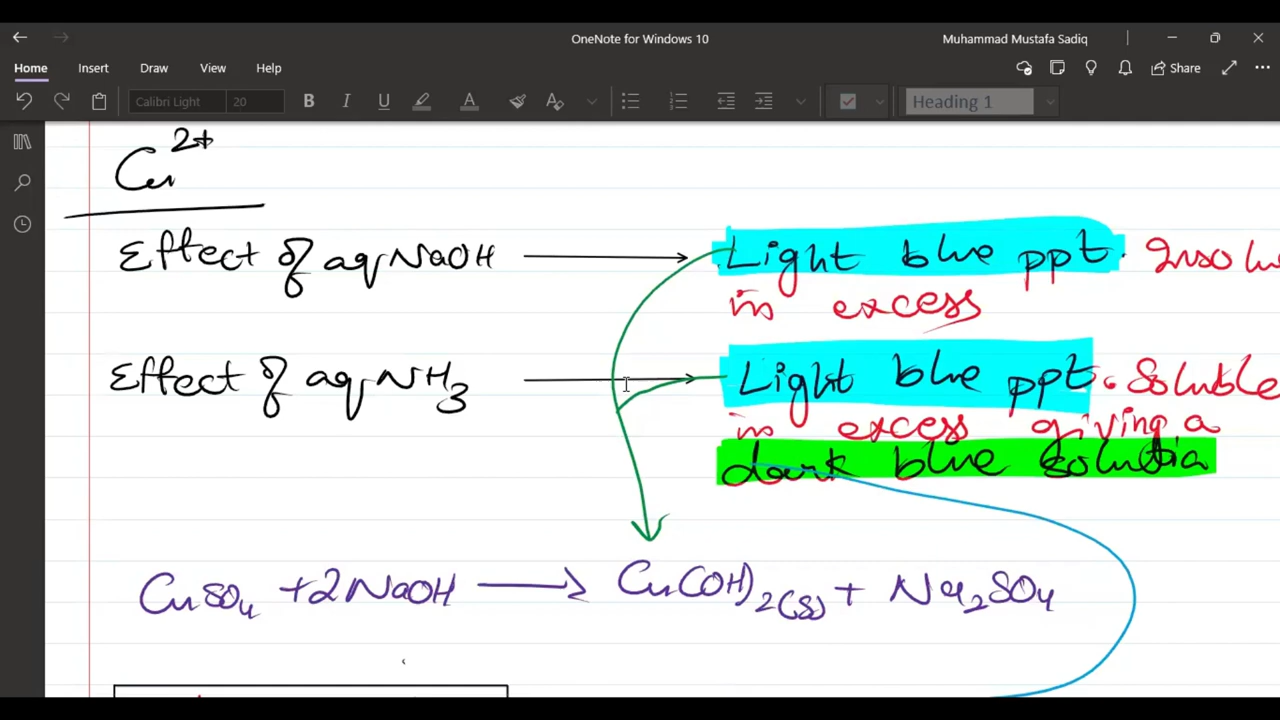 OneNote for Windows 10
Muhammad Mustafa Sadiq
Home Insert Draw View Help
Share
Calibri Light 20 B I U A
Heading 1
Cu2+
Effect of aq NaOH → Light blue ppt. Insolu
in excess
Effect of aq NH3 → Light blue ppt. Soluble
in excess giving a
dark blue solutio
CuSO4 + 2NaOH → Cu(OH)2(s) + Na2SO4